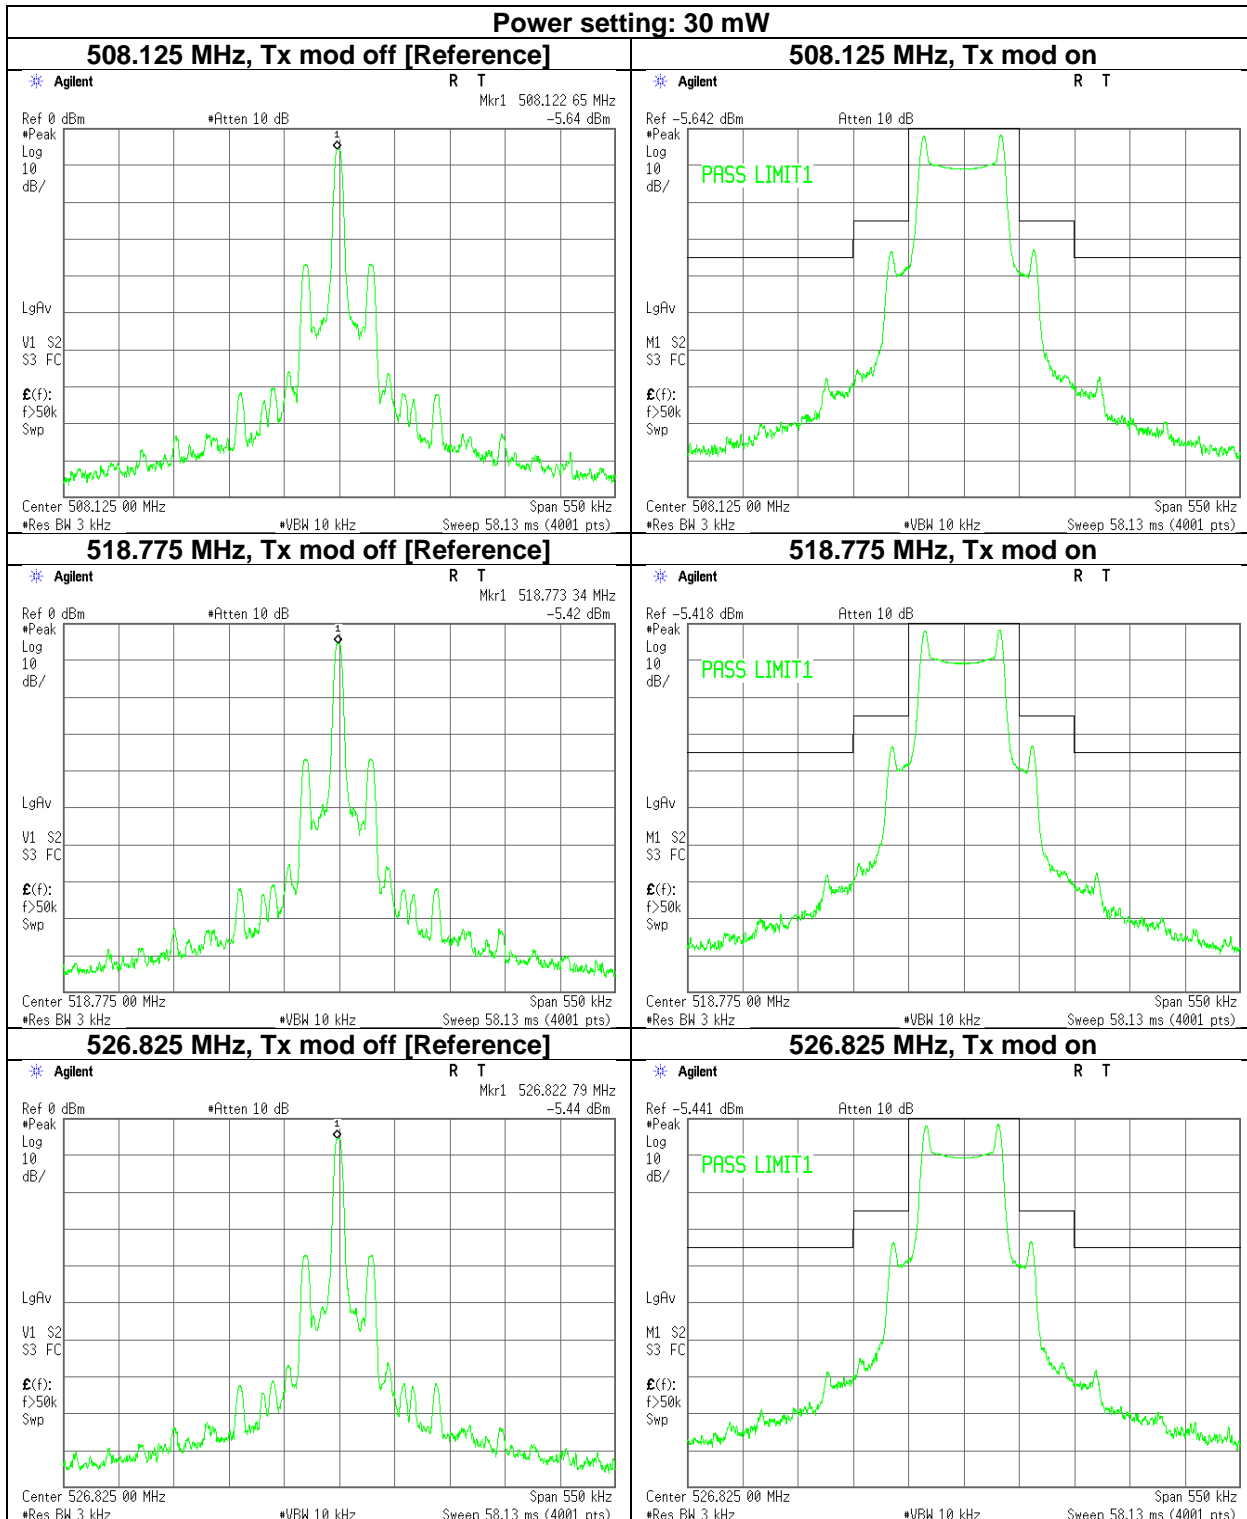 Power setting: 30 mW
508.125 MHz, Tx mod off [Reference]
508.125 MHz, Tx mod on
Agilent
R T
Mkr1 508.122 65 MHz
Ref 0 dBm
#Atten 10 dB
-5.64 dBm
#Peak
Log
10
dB/
1
LgAv
V1 S2
S3 FC
£(f):
f>50k
Swp
Center 508.125 00 MHz
Span 550 kHz
#Res BW 3 kHz
#VBW 10 kHz
Sweep 58.13 ms (4001 pts)
Agilent
R T
Ref -5.642 dBm
Atten 10 dB
#Peak
Log
10
dB/
PASS LIMIT1
LgAv
M1 S2
S3 FC
£(f):
f>50k
Swp
Center 508.125 00 MHz
Span 550 kHz
#Res BW 3 kHz
#VBW 10 kHz
Sweep 58.13 ms (4001 pts)
518.775 MHz, Tx mod off [Reference]
518.775 MHz, Tx mod on
Agilent
R T
Mkr1 518.773 34 MHz
Ref 0 dBm
#Atten 10 dB
-5.42 dBm
#Peak
Log
10
dB/
1
LgAv
V1 S2
S3 FC
£(f):
f>50k
Swp
Center 518.775 00 MHz
Span 550 kHz
#Res BW 3 kHz
#VBW 10 kHz
Sweep 58.13 ms (4001 pts)
Agilent
R T
Ref -5.418 dBm
Atten 10 dB
#Peak
Log
10
dB/
PASS LIMIT1
LgAv
M1 S2
S3 FC
£(f):
f>50k
Swp
Center 518.775 00 MHz
Span 550 kHz
#Res BW 3 kHz
#VBW 10 kHz
Sweep 58.13 ms (4001 pts)
526.825 MHz, Tx mod off [Reference]
526.825 MHz, Tx mod on
Agilent
R T
Mkr1 526.822 79 MHz
Ref 0 dBm
#Atten 10 dB
-5.44 dBm
#Peak
Log
10
dB/
1
LgAv
V1 S2
S3 FC
£(f):
f>50k
Swp
Center 526.825 00 MHz
Span 550 kHz
#Res BW 3 kHz
#VBW 10 kHz
Sweep 58.13 ms (4001 pts)
Agilent
R T
Ref -5.441 dBm
Atten 10 dB
#Peak
Log
10
dB/
PASS LIMIT1
LgAv
M1 S2
S3 FC
£(f):
f>50k
Swp
Center 526.825 00 MHz
Span 550 kHz
#Res BW 3 kHz
#VBW 10 kHz
Sweep 58.13 ms (4001 pts)